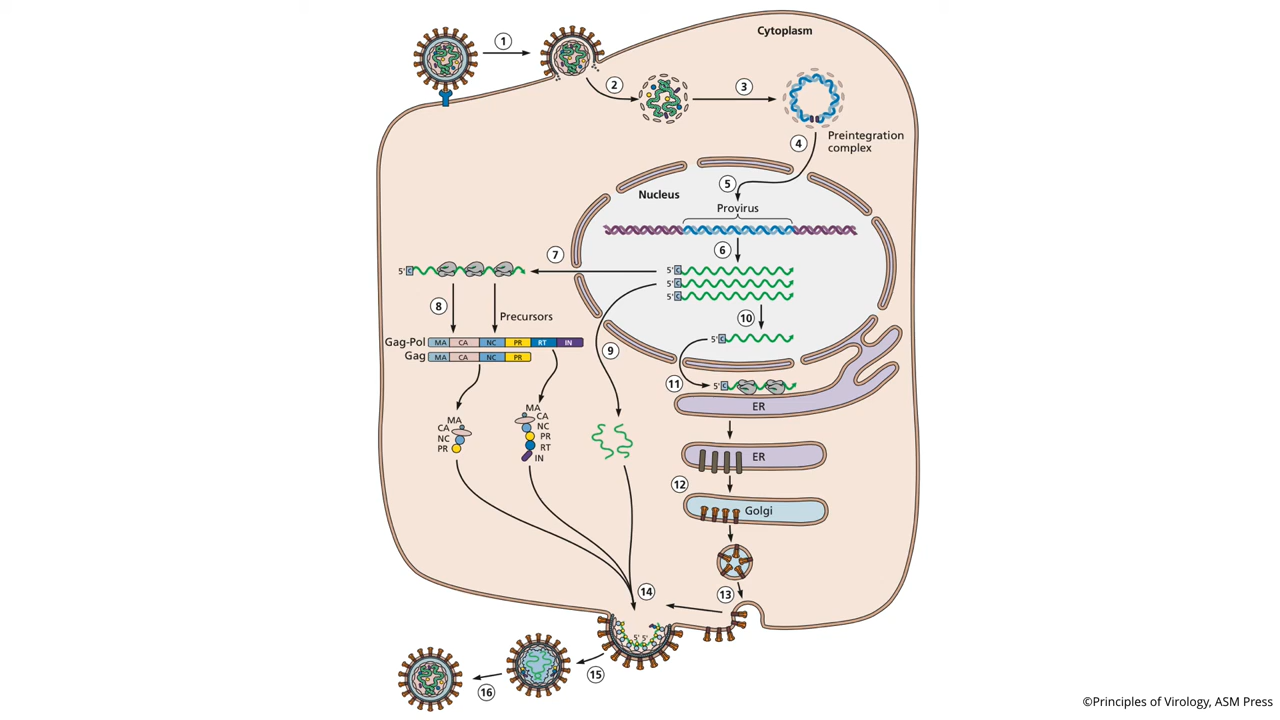 Cytoplasm
1
2
3
Preintegration
complex
4
5
Nucleus
Provirus
6
7
5' C
5' C
5' C
5' C
8
Precursors
10
5' C
Gag-Pol MA CA NC PR RT IN
Gag MA CA NC PR
9
11
5' C
ER
MA
CA
NC
PR
MA
CA
NC
PR
RT
IN
ER
12
Golgi
13
14
5' 5'
15
16
©Principles of Virology, ASM Press